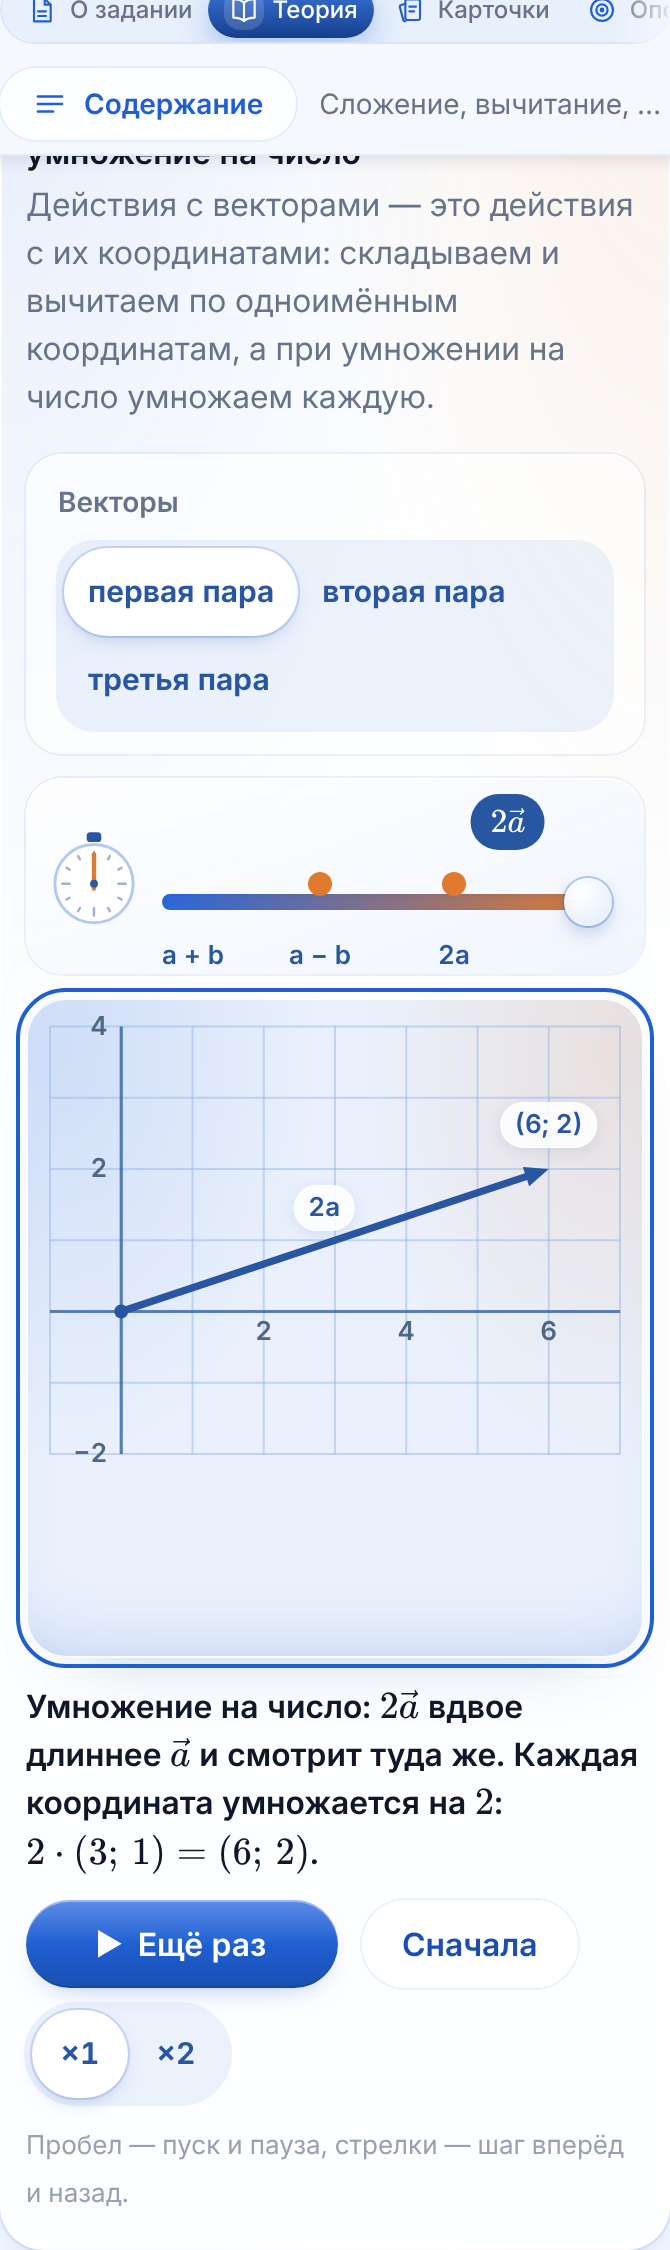 О задании Теория Карточки
Содержание Сложение, вычитание, ...
умножение на число
Действия с векторами — это действия
с их координатами: складываем и
вычитаем по одноимённым
координатам, а при умножении на
число умножаем каждую.
Векторы
первая пара вторая пара
третья пара
2a⃗
a + b a − b 2a
4
(6; 2)
2
2a
2 4 6
−2
Умножение на число: 2a⃗ вдвое
длиннее a⃗ и смотрит туда же. Каждая
координата умножается на 2:
2 · (3; 1) = (6; 2).
Ещё раз Сначала
×1 ×2
Пробел — пуск и пауза, стрелки — шаг вперёд
и назад.